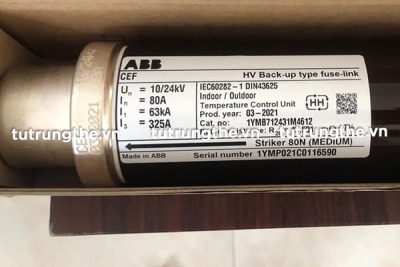 ABB
CEF
HV Back-up type fuse-link
Un = 10/24kV
In = 80A
I1 = 63kA
I3 = 325A
IEC60282-1 DIN43625
Indoor / Outdoor
Temperature Control Unit
Prod. year: 03-2021
Cat. no: 1YMB712431M4612
HH
Striker 80N (MEDIUM)
Made in ABB
Serial number 1YMP021C0116590
tutrungthe.vn
tutrungthe.vn
tutrungthe.vn
tutrungthe.vn